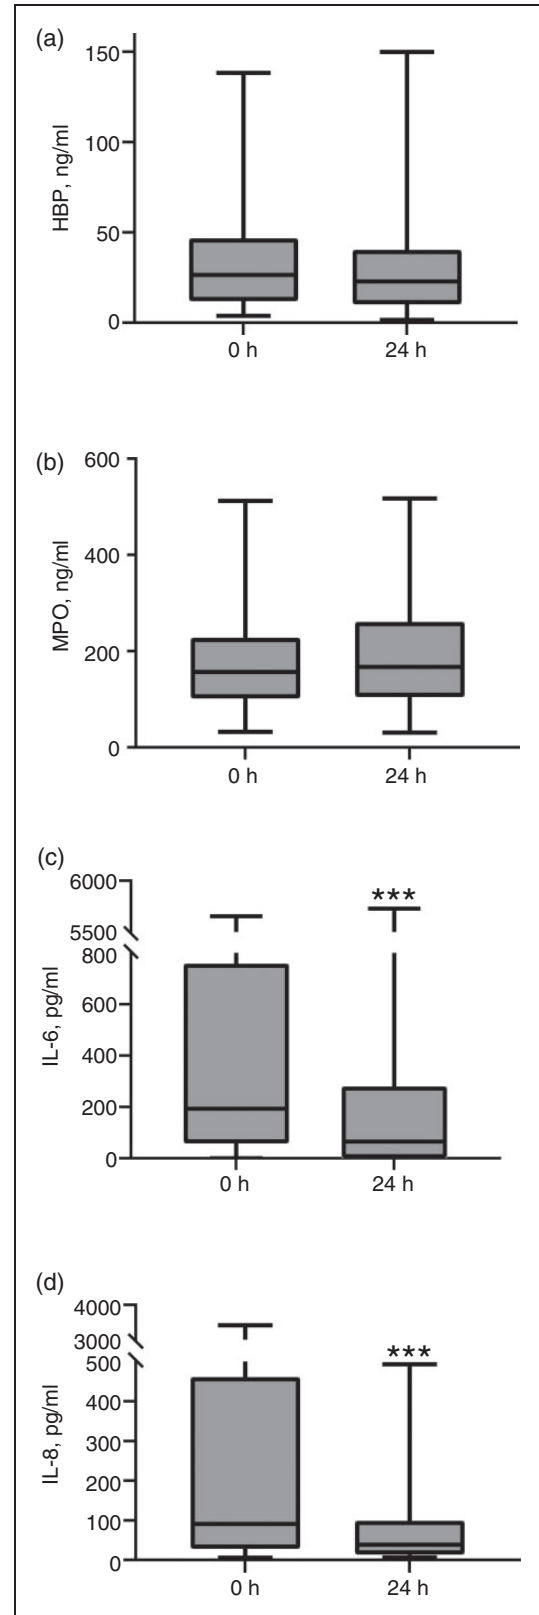 (a)
HBP, ng/ml
150
100
50
0
0 h
24 h
(b)
MPO, ng/ml
600
400
200
0
0 h
24 h
(c)
IL-6, pg/ml
6000
5500
800
600
400
200
0
***
0 h
24 h
(d)
IL-8, pg/ml
4000
3000
500
400
300
200
100
0
***
0 h
24 h